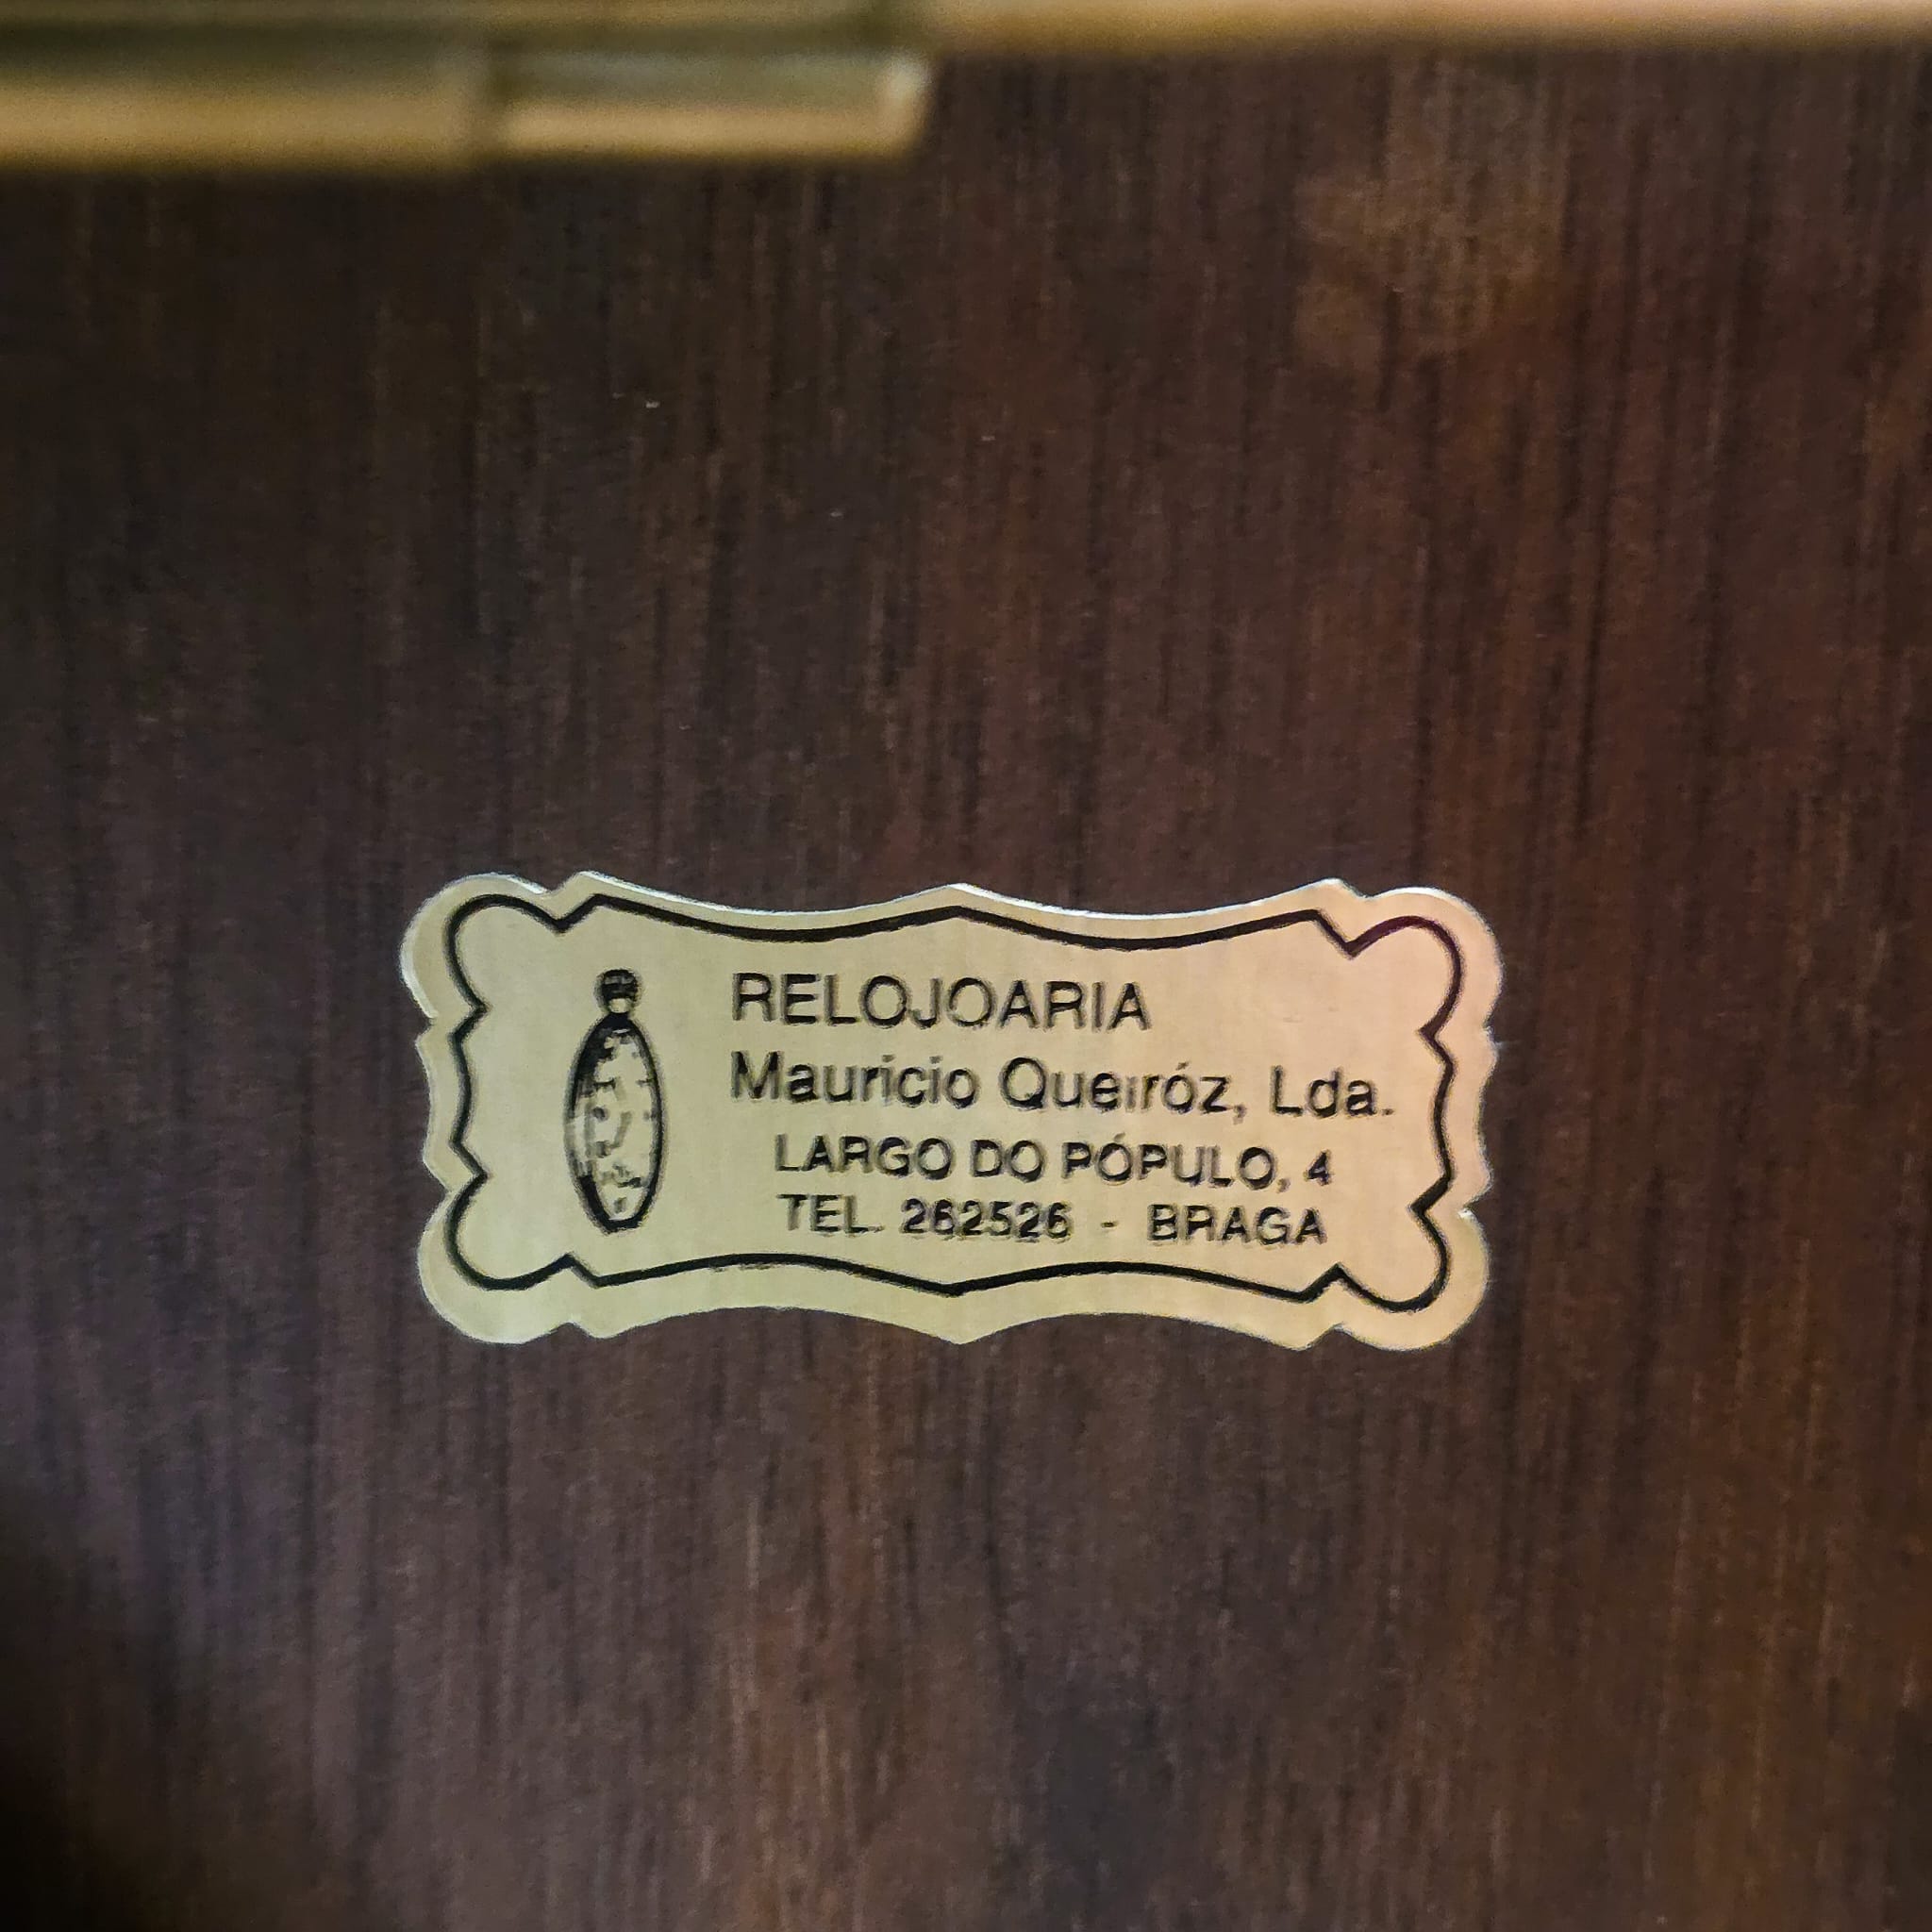 RELOJOARIA
Mauricio Queiróz, Lda.
LARGO DO PÓPULO, 4
TEL. 262526 - BRAGA